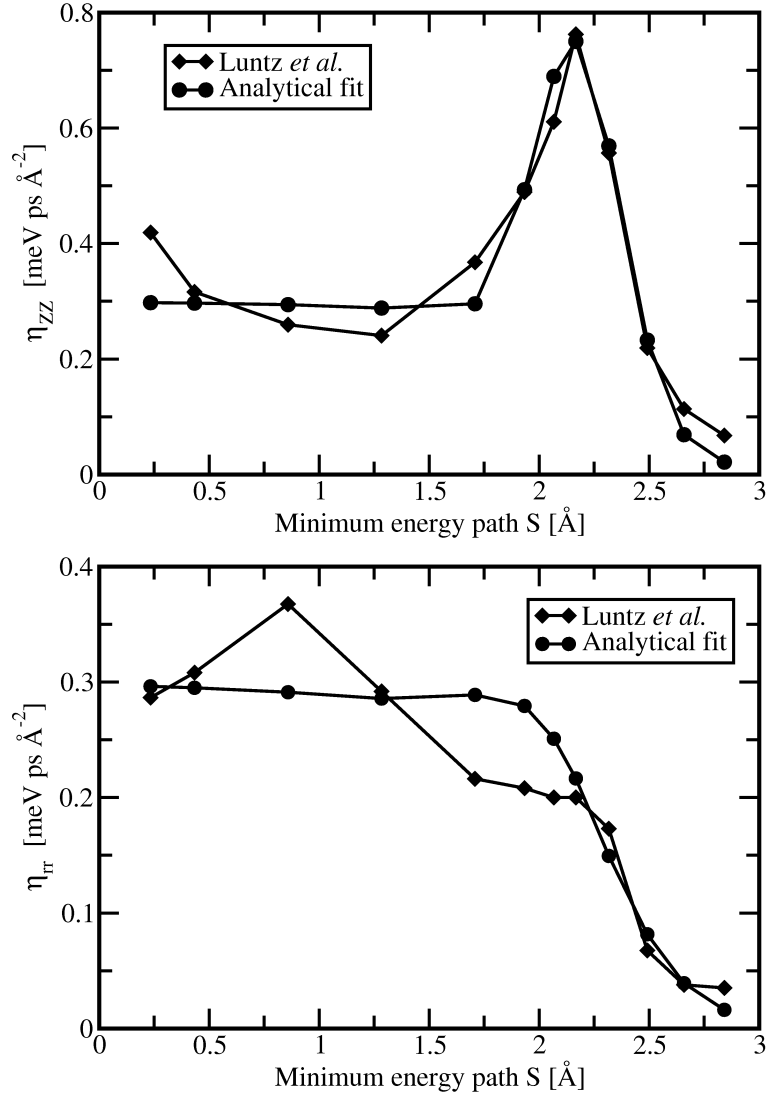 0.8
Luntz et al.
Analytical fit
0.6
0.4
0.2
0
ηZZ [meV ps Å-2]
0 0.5 1 1.5 2 2.5 3
Minimum energy path S [Å]
0.4
Luntz et al.
Analytical fit
0.3
0.2
0.1
0
ηrr [meV ps Å-2]
0 0.5 1 1.5 2 2.5 3
Minimum energy path S [Å]